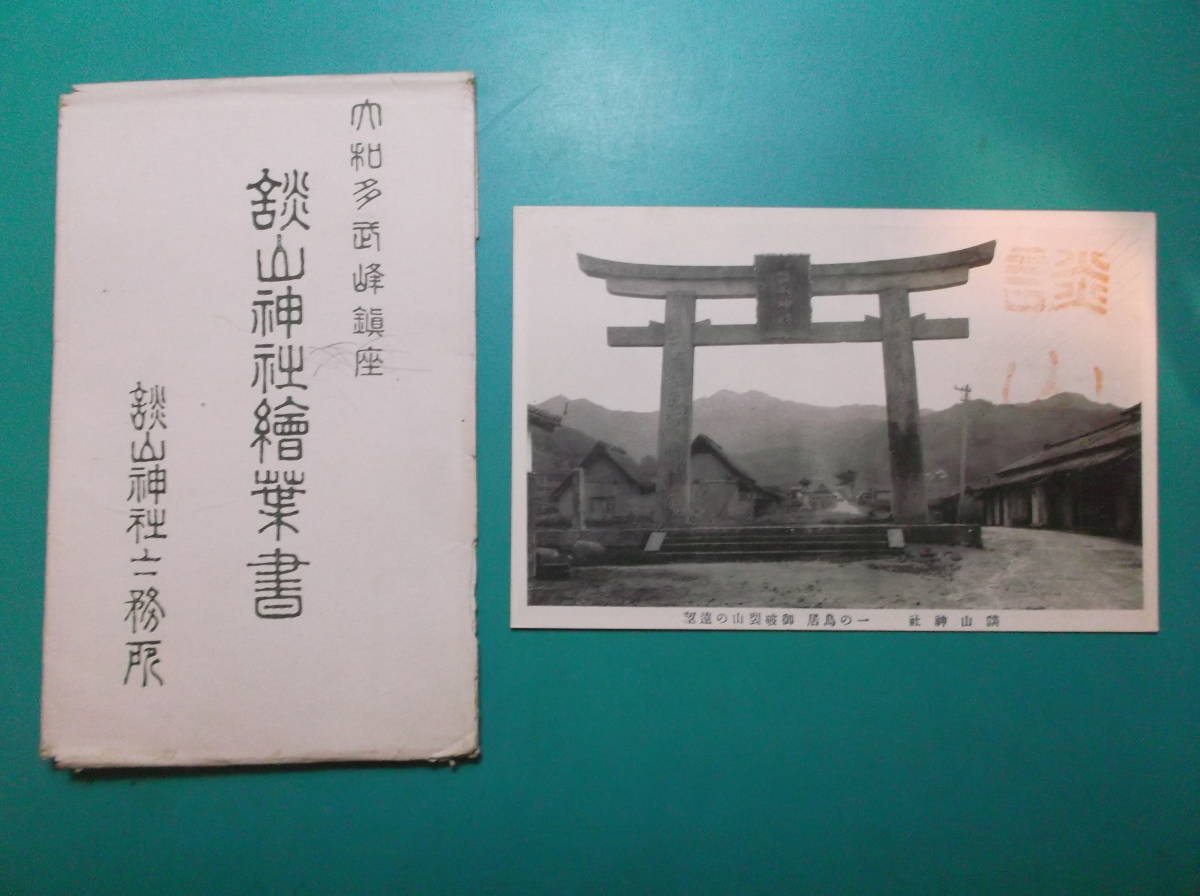 大和多武峰鎮座
談山神社繪葉書
談山神社々務所
談山神社 一の鳥居 御破裂山の遠望